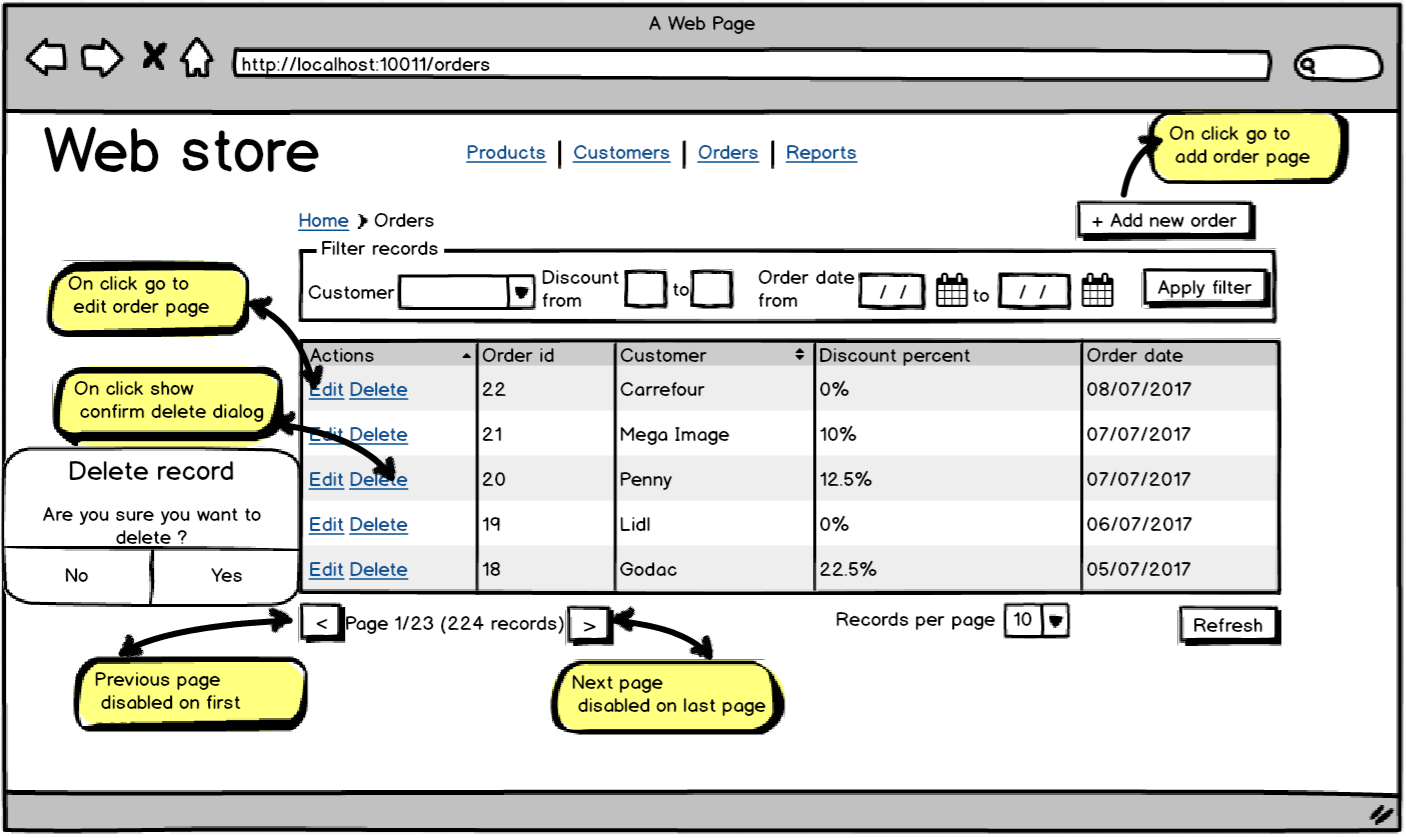 A Web Page
http://localhost:10011/orders
Web store
Products | Customers | Orders | Reports
On click go to
add order page
Home ❯ Orders
+ Add new order
Filter records
Customer
Discount
from
to
Order date
from
/ /
to
/ /
Apply filter
On click go to
edit order page
On click show
confirm delete dialog
Delete record
Are you sure you want to
delete ?
No Yes
Actions Order id Customer Discount percent Order date
Edit Delete 22 Carrefour 0% 08/07/2017
Edit Delete 21 Mega Image 10% 07/07/2017
Edit Delete 20 Penny 12.5% 07/07/2017
Edit Delete 19 Lidl 0% 06/07/2017
Edit Delete 18 Godac 22.5% 05/07/2017
< Page 1/23 (224 records) > Records per page 10 Refresh
Previous page
disabled on first
Next page
disabled on last page